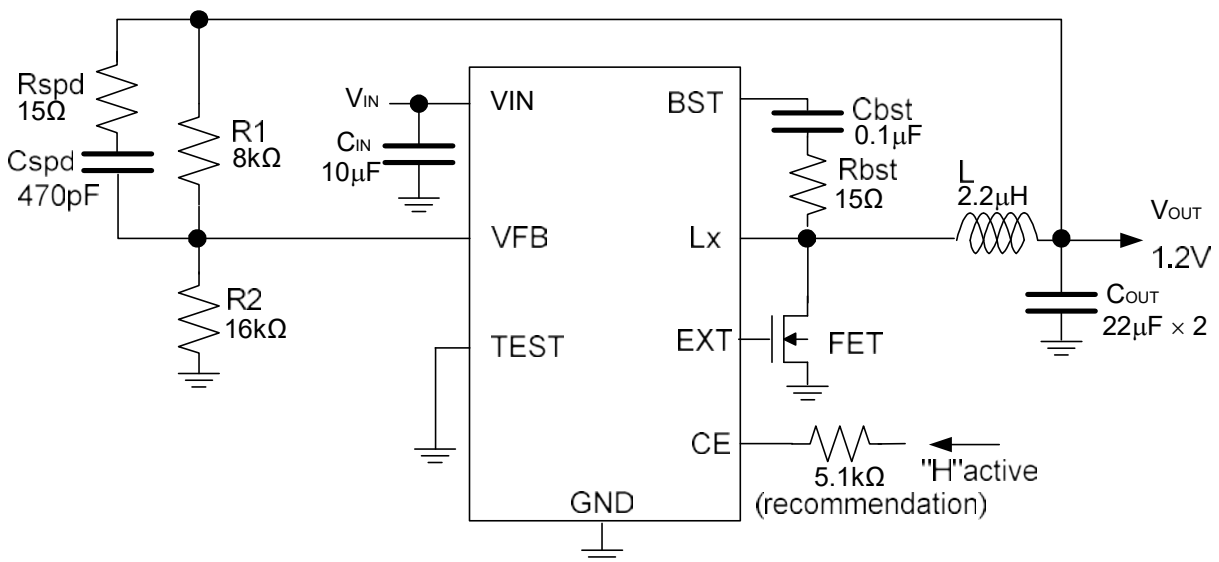 Rspd
15Ω
Cspd
470pF
R1
8kΩ
R2
16kΩ
VIN
CIN
10µF
VIN
VFB
TEST
GND
BST
Lx
EXT
CE
Cbst
0.1µF
Rbst
15Ω
L
2.2µH
FET
VOUT
1.2V
COUT
22µF × 2
5.1kΩ
(recommendation)
"H"active